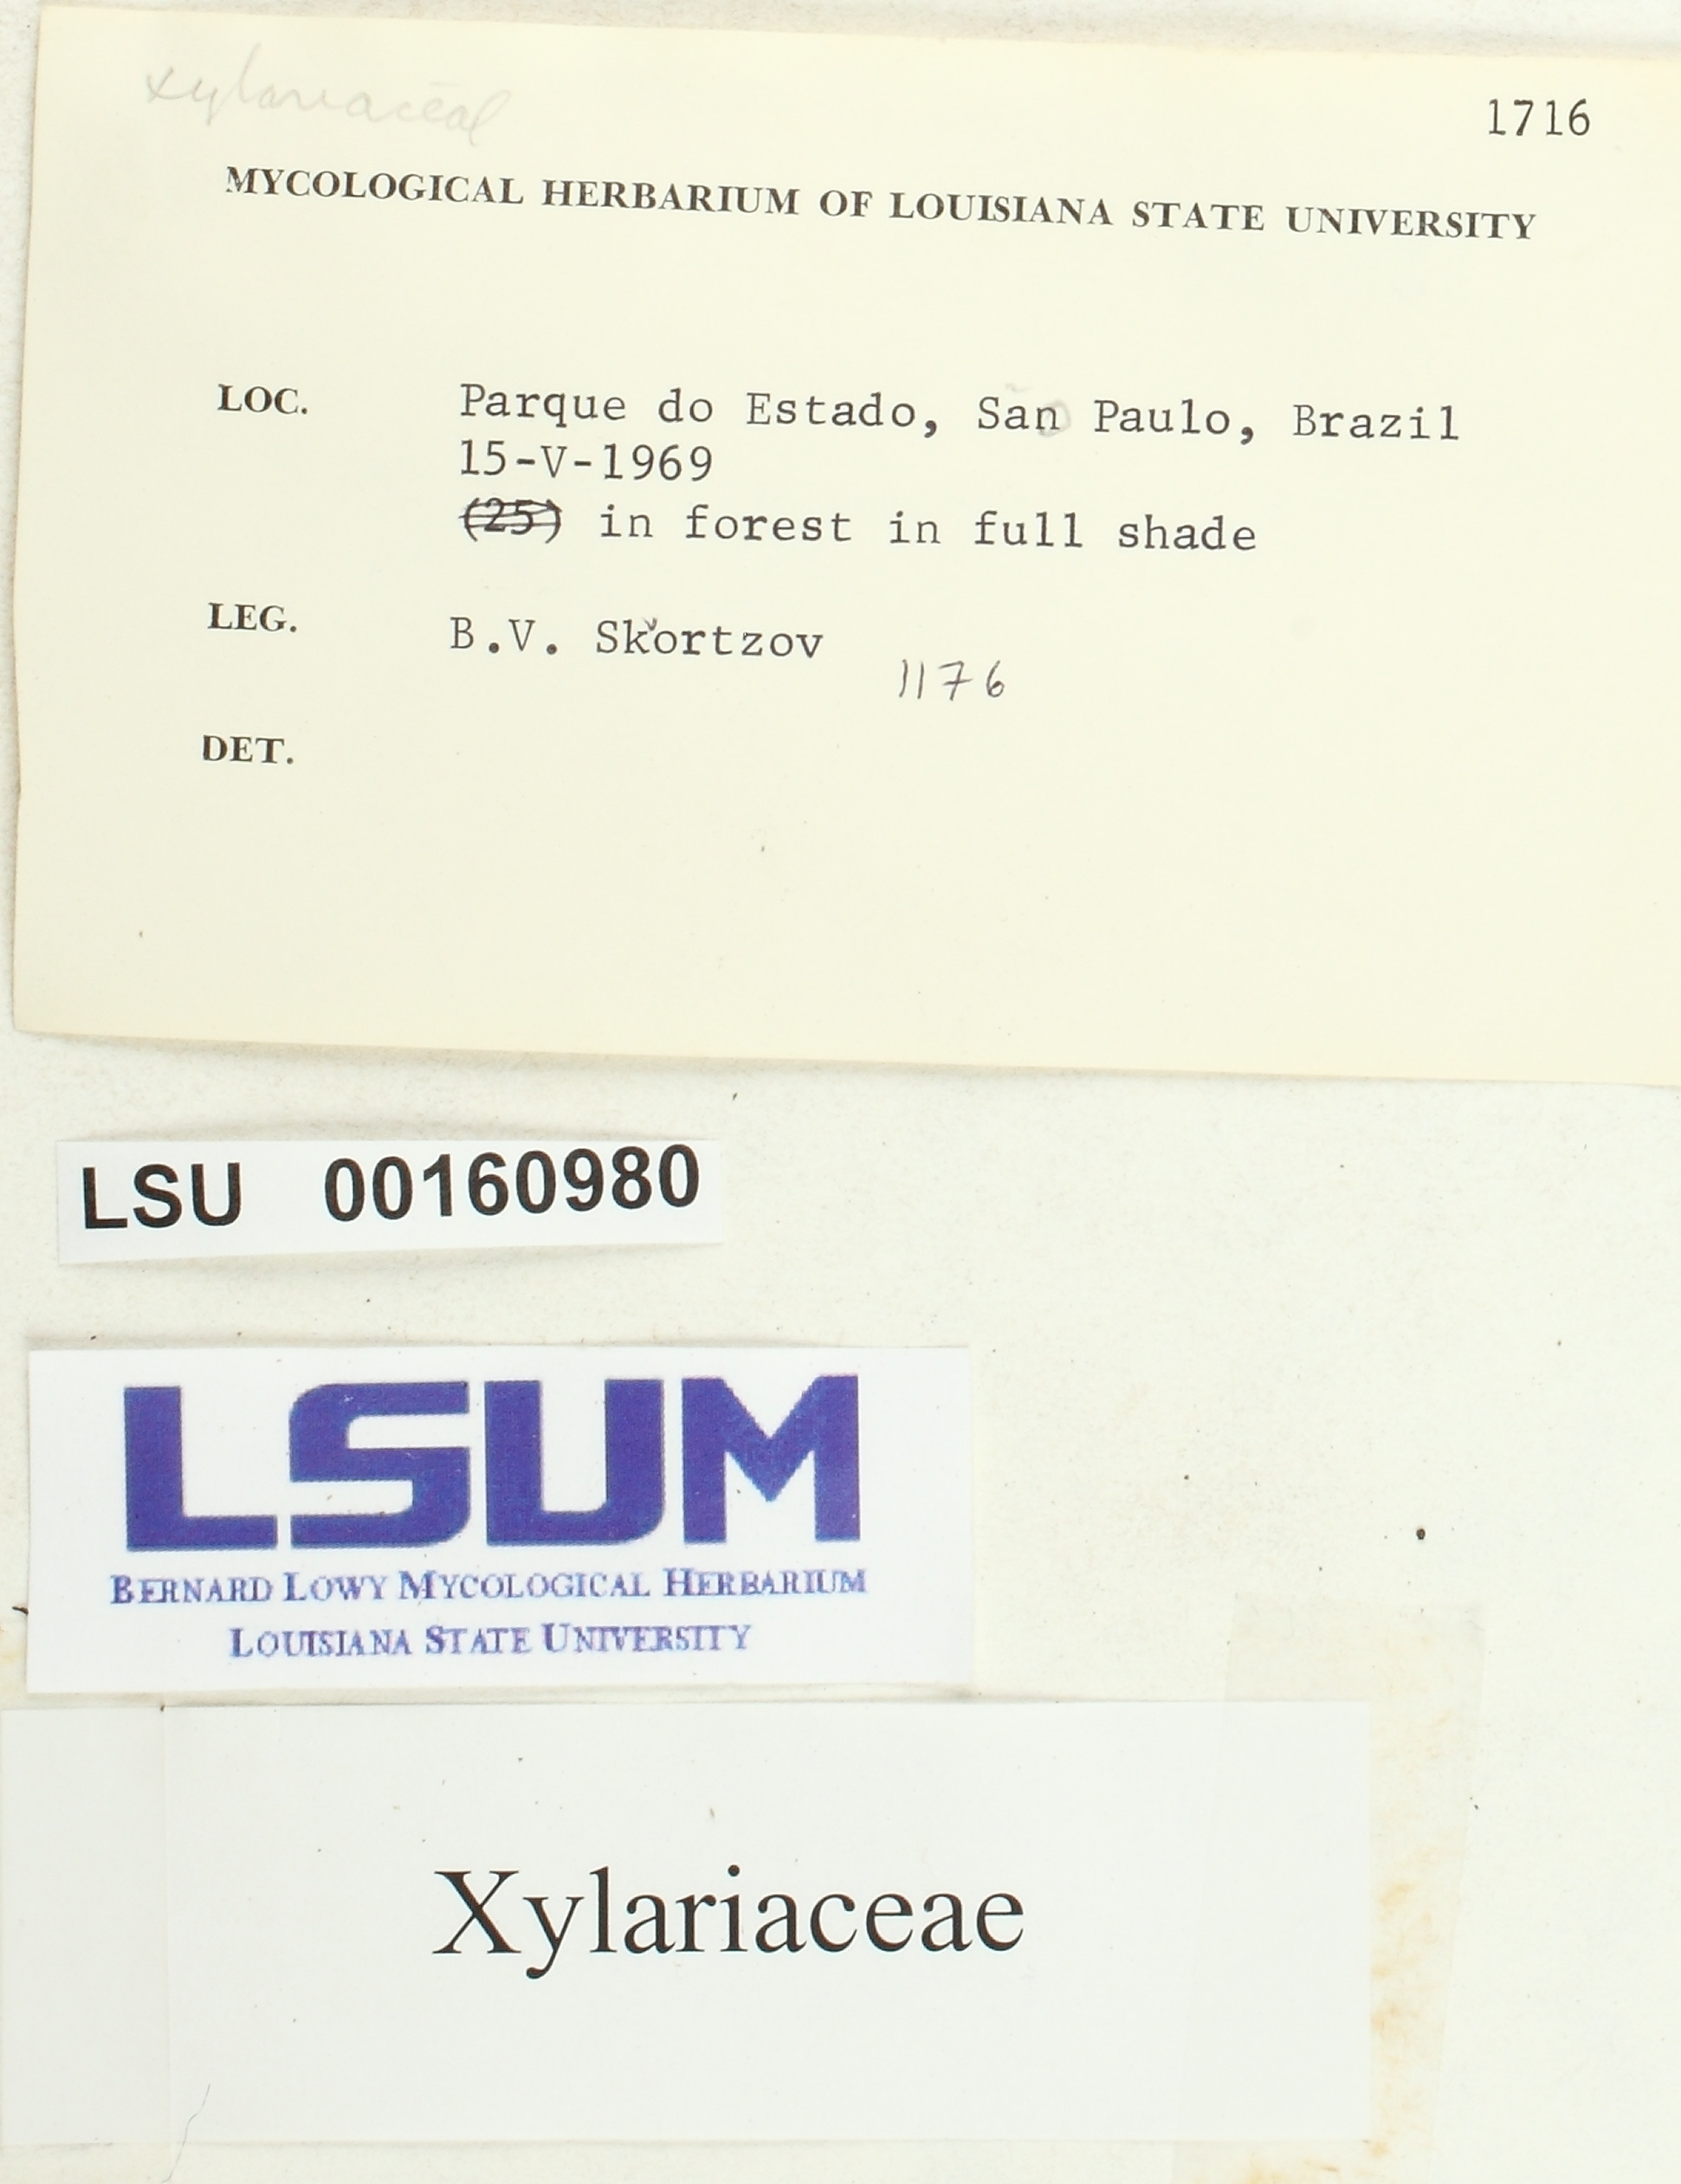 xylariaceae
1716
MYCOLOGICAL HERBARIUM OF LOUISIANA STATE UNIVERSITY
LOC. Parque do Estado, San Paulo, Brazil
15-V-1969
(25) in forest in full shade
LEG. B.V. Skvortzov
1176
DET.
LSU 00160980
LSUM
BERNARD LOWY MYCOLOGICAL HERBARIUM
LOUISIANA STATE UNIVERSITY
Xylariaceae